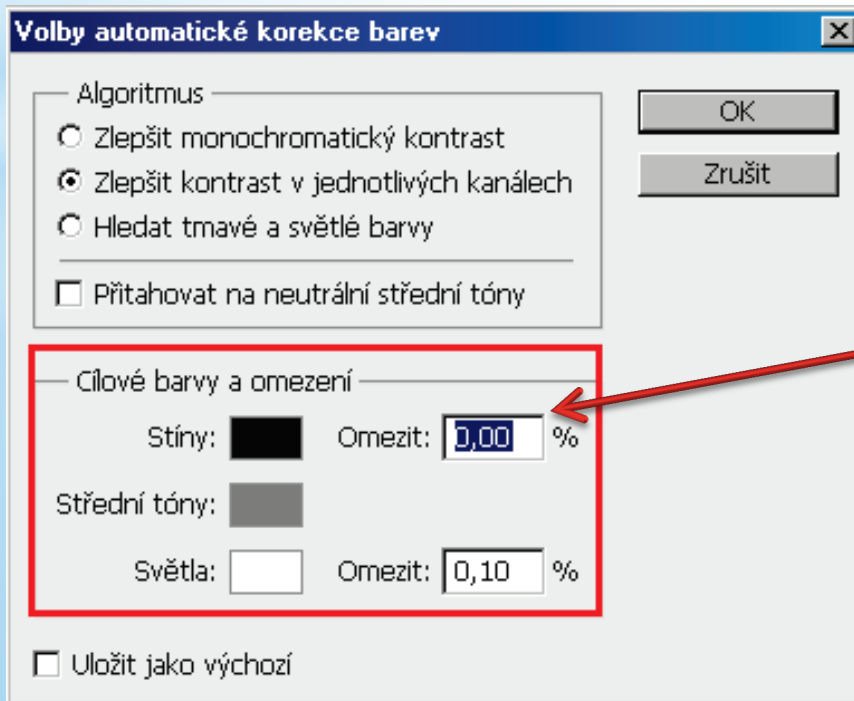 Volby automatické korekce barev
Algoritmus
Zlepšit monochromatický kontrast
Zlepšit kontrast v jednotlivých kanálech
Hledat tmavé a světlé barvy
Přitahovat na neutrální střední tóny
OK
Zrušit
Cílové barvy a omezení
Stíny: Omezit: 0,00 %
Střední tóny:
Světla: Omezit: 0,10 %
Uložit jako výchozí